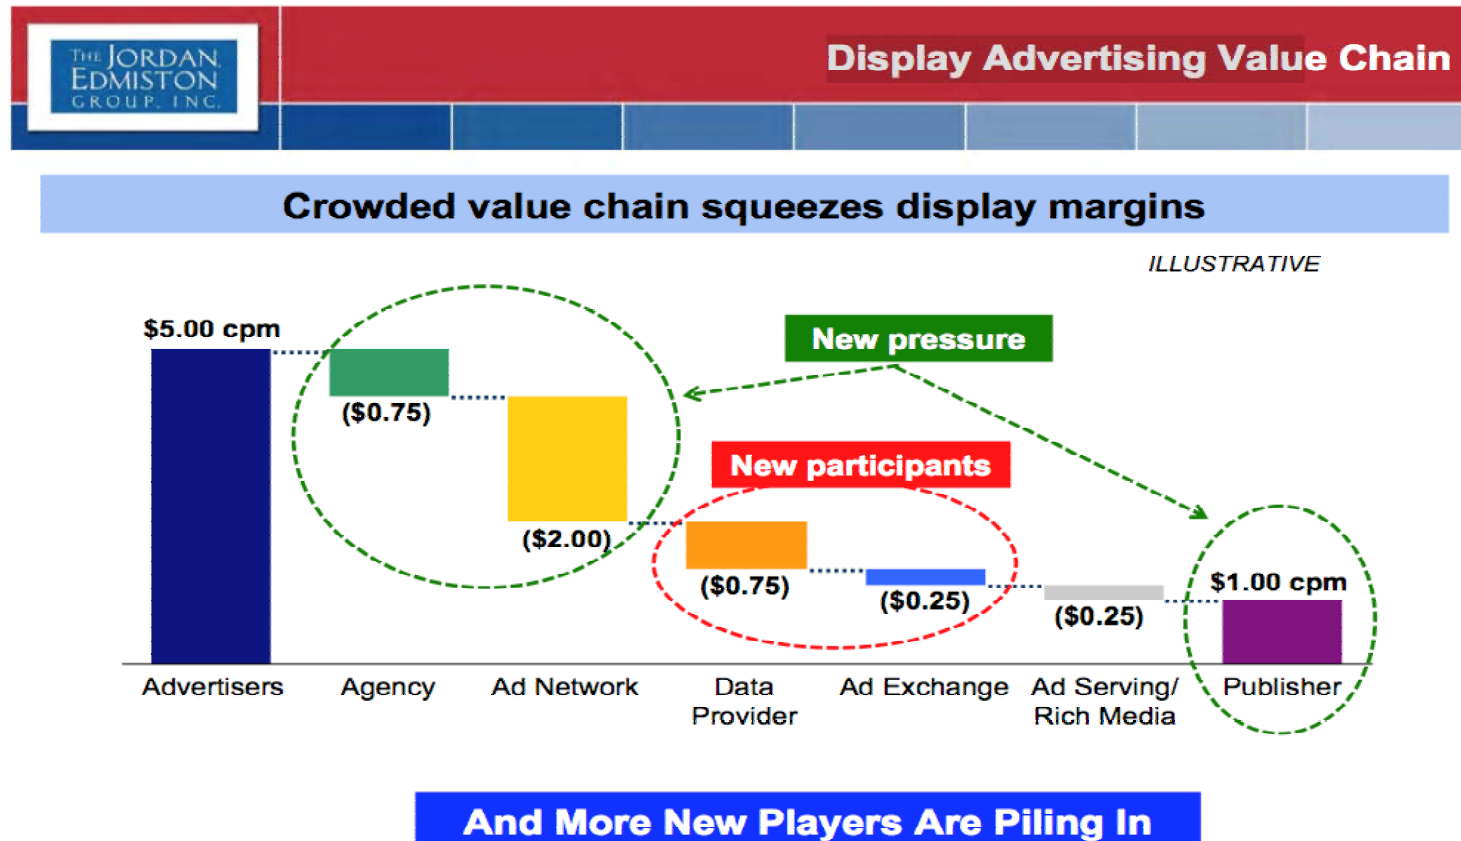 THE JORDAN,
EDMISTON
GROUP, INC.
Display Advertising Value Chain
Crowded value chain squeezes display margins
ILLUSTRATIVE
$5.00 cpm
New pressure
($0.75)
New participants
($2.00)
($0.75)
($0.25)
($0.25)
$1.00 cpm
Advertisers
Agency
Ad Network
Data
Provider
Ad Exchange
Ad Serving/
Rich Media
Publisher
And More New Players Are Piling In